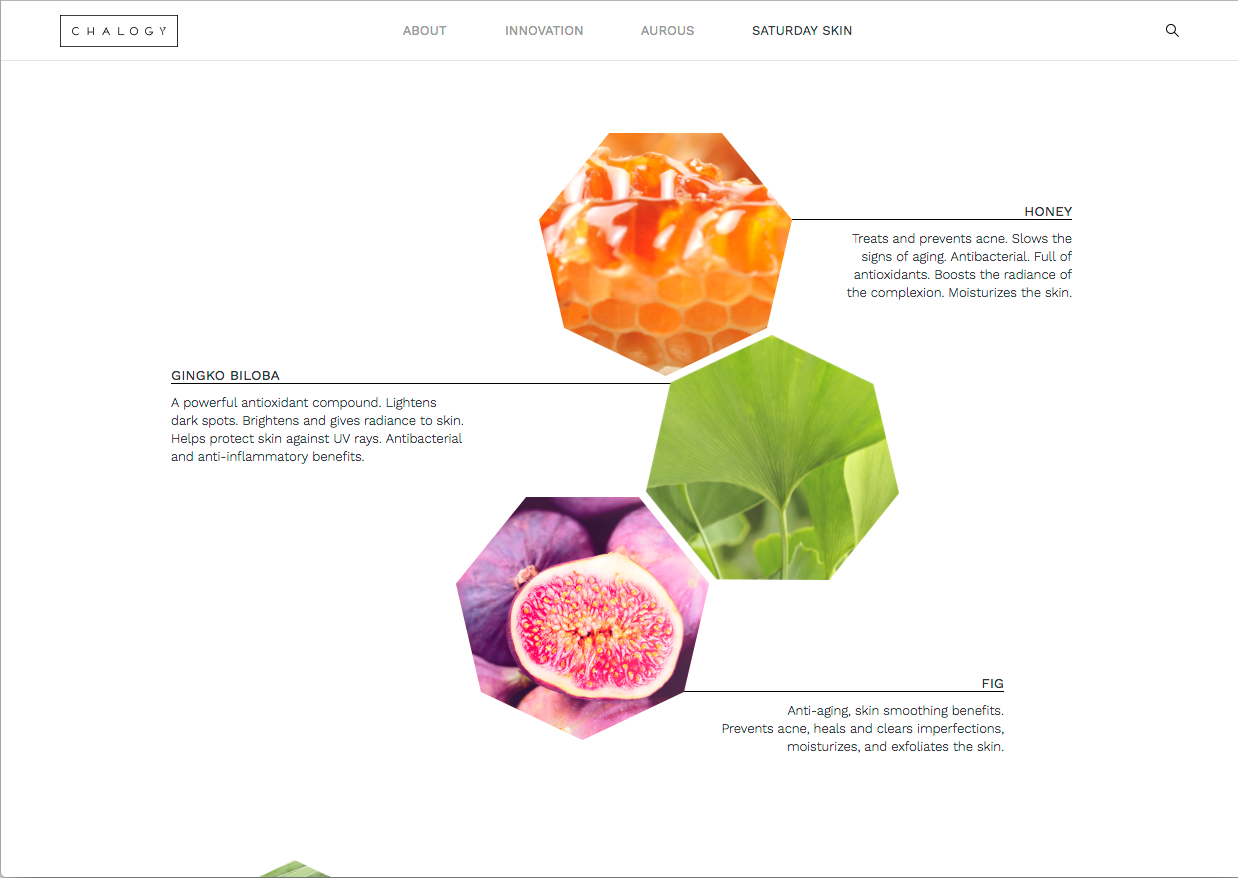 CHALOGY
ABOUT
INNOVATION
AUROUS
SATURDAY SKIN
HONEY
Treats and prevents acne. Slows the
signs of aging. Antibacterial. Full of
antioxidants. Boosts the radiance of
the complexion. Moisturizes the skin.
GINGKO BILOBA
A powerful antioxidant compound. Lightens
dark spots. Brightens and gives radiance to skin.
Helps protect skin against UV rays. Antibacterial
and anti-inflammatory benefits.
FIG
Anti-aging, skin smoothing benefits.
Prevents acne, heals and clears imperfections,
moisturizes, and exfoliates the skin.